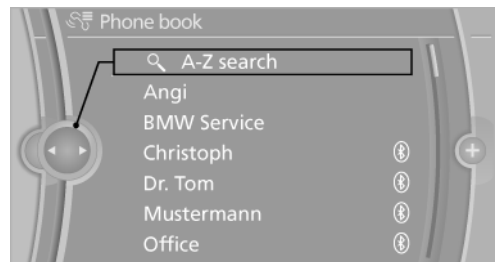 Phone book
A-Z search
Angi
BMW Service
Christoph
Dr. Tom
Mustermann
Office